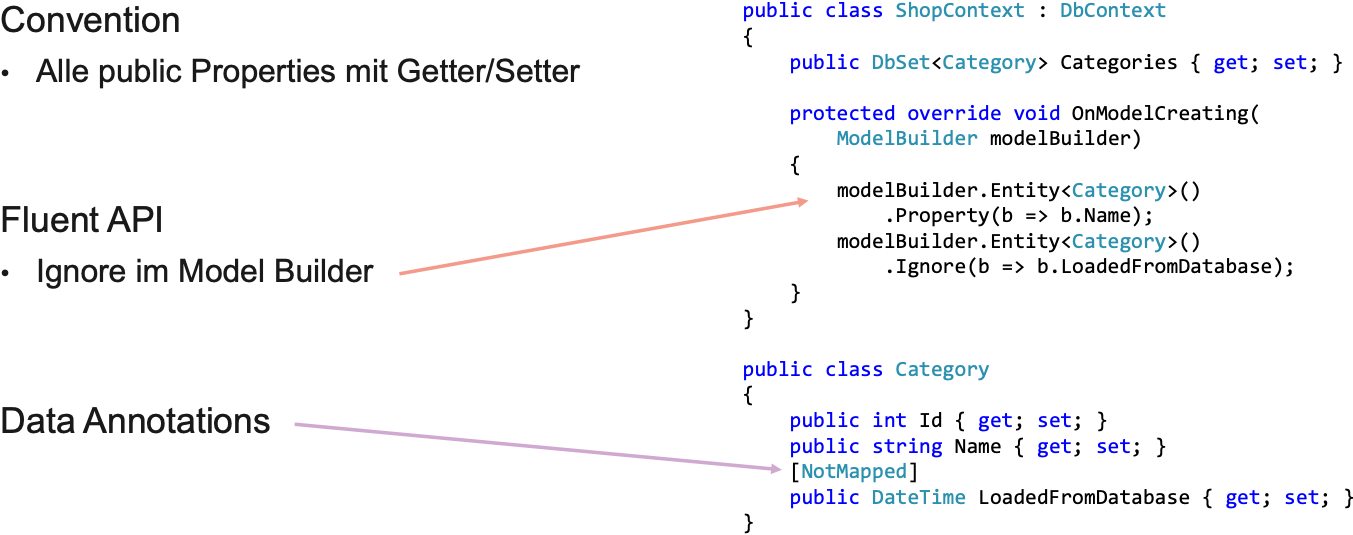 Convention
• Alle public Properties mit Getter/Setter
Fluent API
• Ignore im Model Builder
Data Annotations
public class ShopContext : DbContext
{
public DbSet<Category> Categories { get; set; }
protected override void OnModelCreating(
ModelBuilder modelBuilder)
{
modelBuilder.Entity<Category>()
.Property(b => b.Name);
modelBuilder.Entity<Category>()
.Ignore(b => b.LoadedFromDatabase);
}
}
public class Category
{
public int Id { get; set; }
public string Name { get; set; }
[NotMapped]
public DateTime LoadedFromDatabase { get; set; }
}